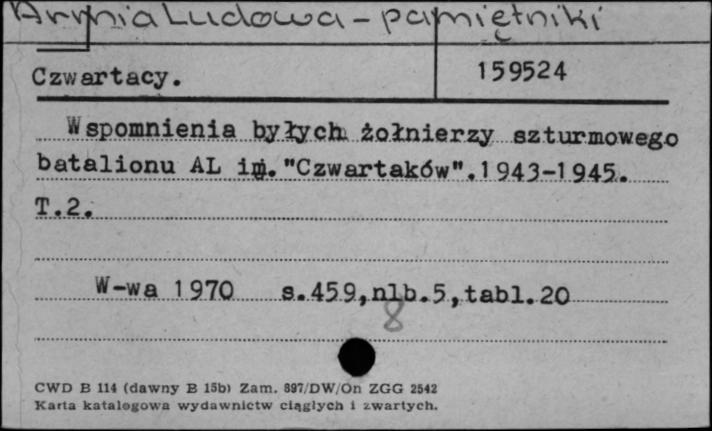 Armia Ludowa - pamiętniki
Czwartacy. 159524
Wspomnienia byłych żołnierzy szturmowego
batalionu AL im."Czwartaków".1943-1945.
T.2.
W-wa 1970 s.459,nlb.5,tabl.20
8
CWD B 114 (dawny B 15b) Zam. 897/DW/On ZGG 2542
Karta katalogowa wydawnictw ciągłych i zwartych.